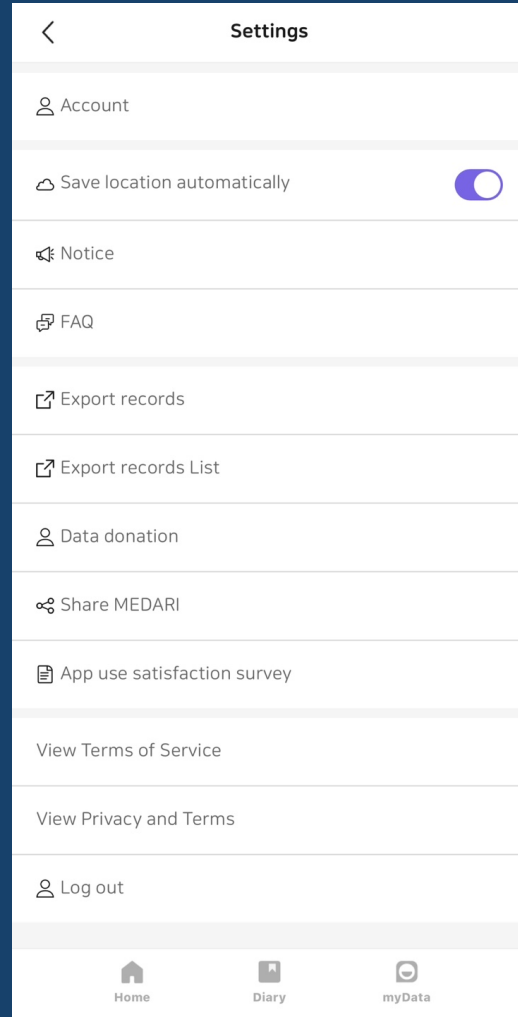 Settings
Account
Save location automatically
Notice
FAQ
Export records
Export records List
Data donation
Share MEDARI
App use satisfaction survey
View Terms of Service
View Privacy and Terms
Log out
Home
Diary
myData